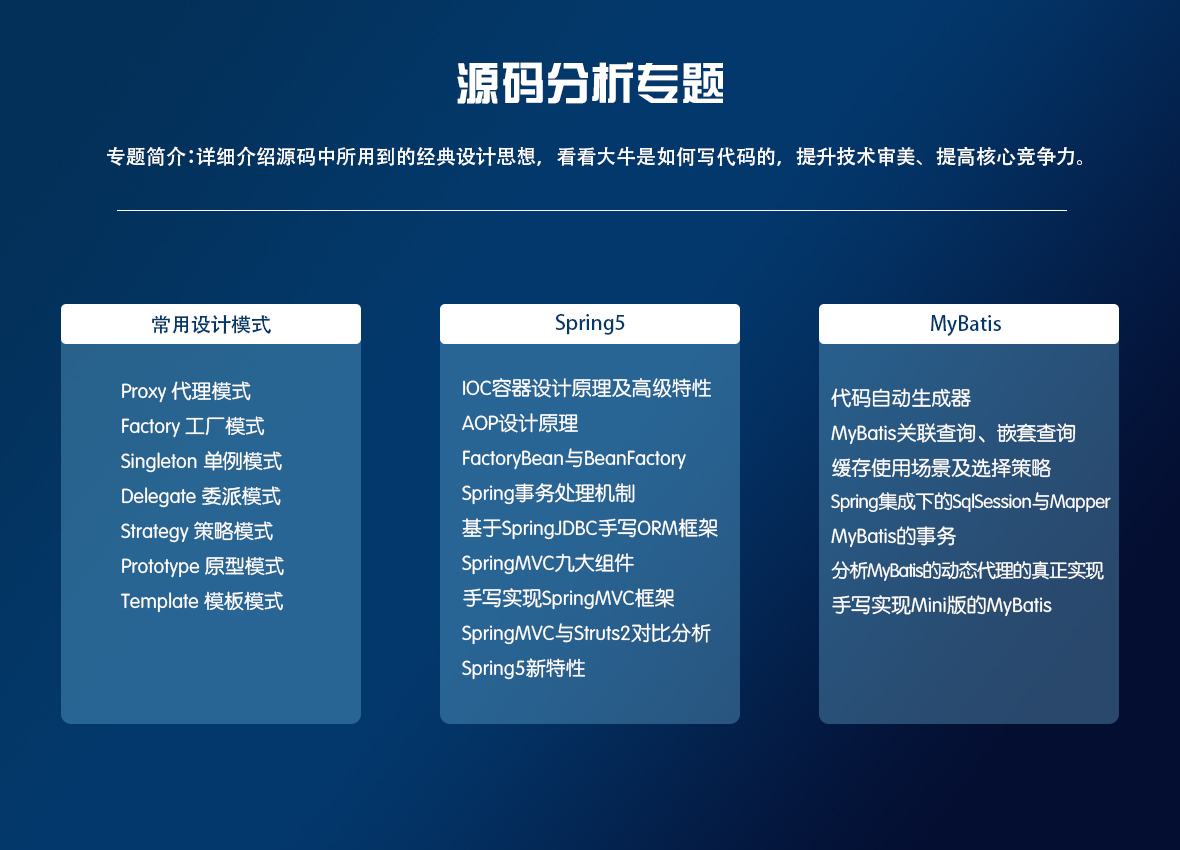 源码分析专题
专题简介:详细介绍源码中所用到的经典设计思想，看看大牛是如何写代码的，提升技术审美、提高核心竞争力。
常用设计模式
Proxy 代理模式
Factory 工厂模式
Singleton 单例模式
Delegate 委派模式
Strategy 策略模式
Prototype 原型模式
Template 模板模式
Spring5
IOC容器设计原理及高级特性
AOP设计原理
FactoryBean与BeanFactory
Spring事务处理机制
基于SpringJDBC手写ORM框架
SpringMVC九大组件
手写实现SpringMVC框架
SpringMVC与Struts2对比分析
Spring5新特性
MyBatis
代码自动生成器
MyBatis关联查询、嵌套查询
缓存使用场景及选择策略
Spring集成下的SqlSession与Mapper
MyBatis的事务
分析MyBatis的动态代理的真正实现
手写实现Mini版的MyBatis